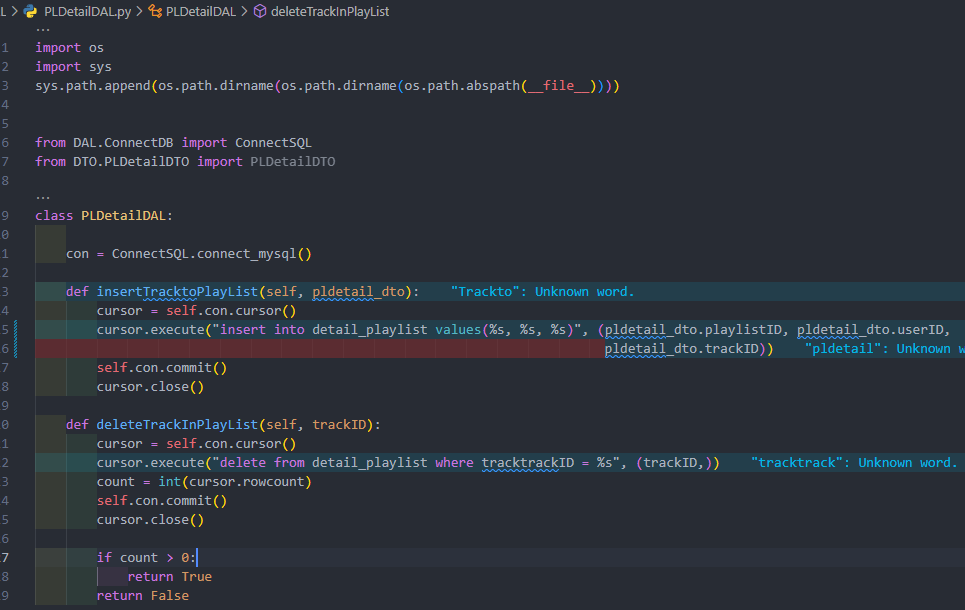 L > PLDetailDAL.py > PLDetailDAL > deleteTrackInPlayList
...
1 import os
2 import sys
3 sys.path.append(os.path.dirname(os.path.dirname(os.path.abspath(__file__))))
4
5
6 from DAL.ConnectDB import ConnectSQL
7 from DTO.PLDetailDTO import PLDetailDTO
8
...
9 class PLDetailDAL:
0
1 con = ConnectSQL.connect_mysql()
2
3 def insertTracktoPlayList(self, pldetail_dto): "Trackto": Unknown word.
4 cursor = self.con.cursor()
5 cursor.execute("insert into detail_playlist values(%s, %s, %s)", (pldetail_dto.playlistID, pldetail_dto.userID,
6 pldetail_dto.trackID)) "pldetail": Unknown w
7 self.con.commit()
8 cursor.close()
9
0 def deleteTrackInPlayList(self, trackID):
1 cursor = self.con.cursor()
2 cursor.execute("delete from detail_playlist where tracktrackID = %s", (trackID,)) "tracktrack": Unknown word.
3 count = int(cursor.rowcount)
4 self.con.commit()
5 cursor.close()
6
7 if count > 0:
8 return True
9 return False